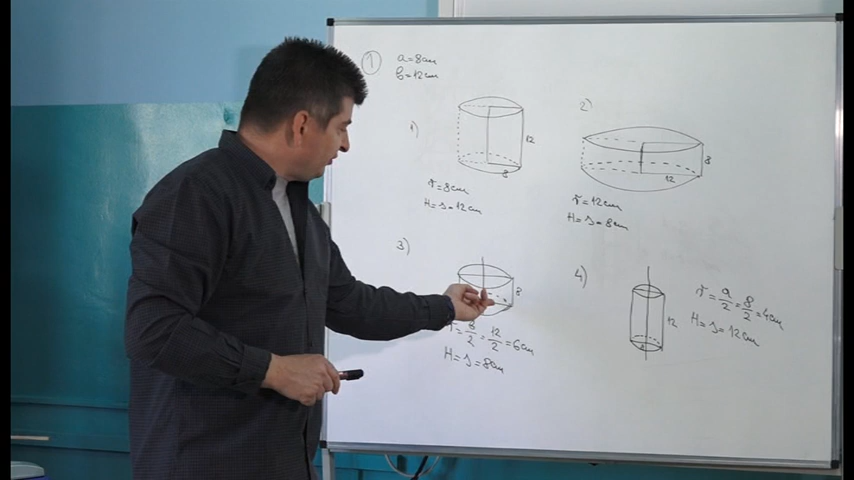 1 a=8cm
b=12cm
1)
12
8
r=8cm
H=s=12cm
2)
8
12
r=12cm
H=s=8cm
3)
8
r=8/2=12/2=6cm
H=s=8cm
4)
12
r=a/2=8/2=4cm
H=s=12cm